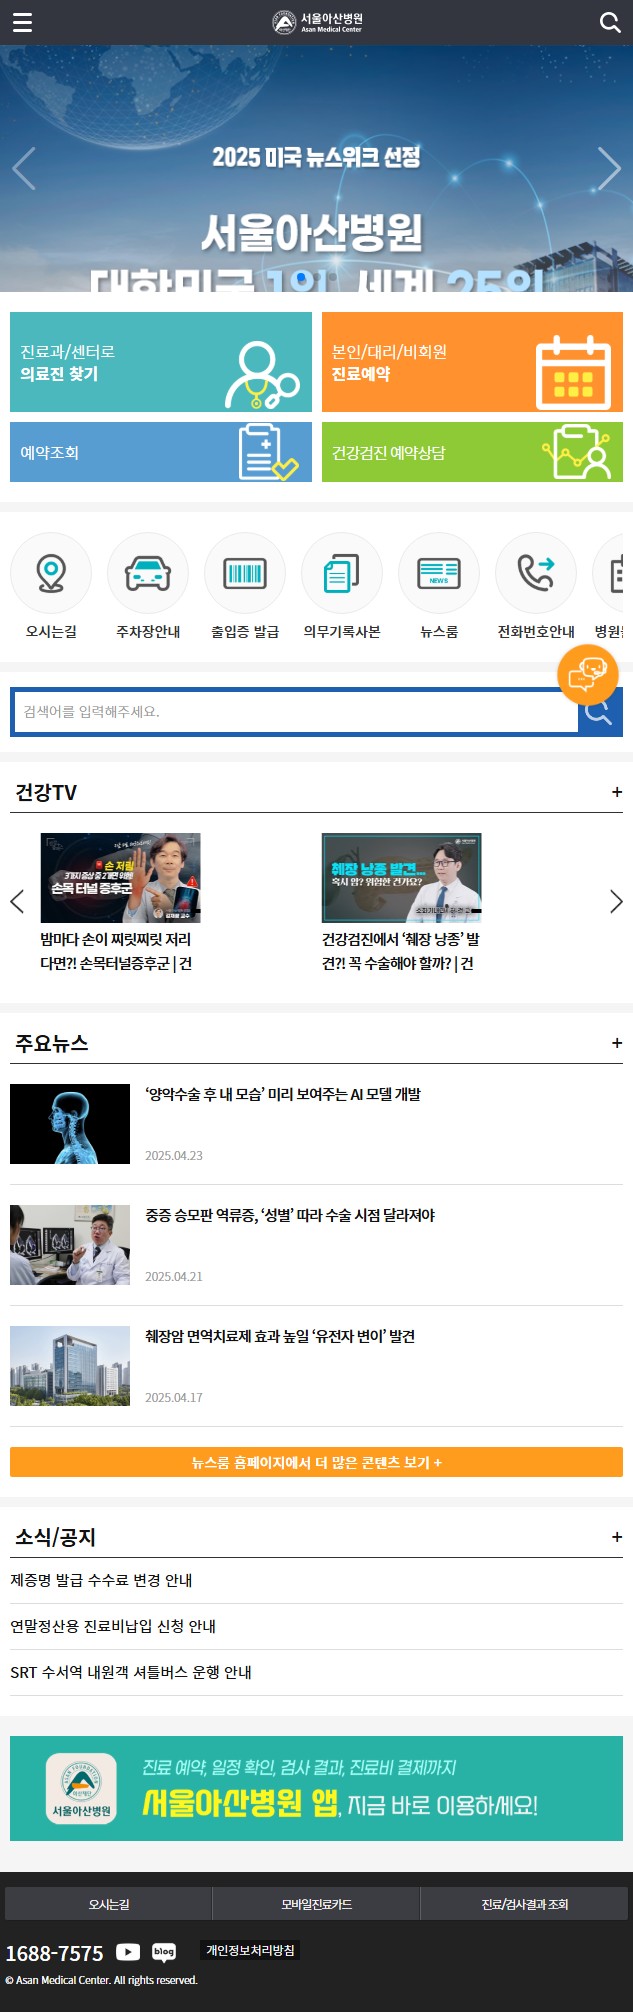 서울아산병원
Asan Medical Center
2025 미국 뉴스위크 선정
서울아산병원
대한민국 1위, 세계 25위
진료과/센터로
의료진 찾기
본인/대리/비회원
진료예약
예약조회
건강검진 예약상담
오시는길
주차장안내
출입증 발급
의무기록사본
NEWS
뉴스룸
전화번호안내
검색어를 입력해주세요.
건강TV +
손 저림
3가지 증상 중 2개면 위험!
손목 터널 증후군
췌장 낭종 발견...
혹시 암? 위험한 건가요?
밤마다 손이 찌릿찌릿 저리
다면?! 손목터널증후군 | 건
건강검진에서 ‘췌장 낭종’ 발
견?! 꼭 수술해야 할까? | 건
주요뉴스 +
‘양악수술 후 내 모습’ 미리 보여주는 AI 모델 개발
2025.04.23
중증 승모판 역류증, ‘성별’ 따라 수술 시점 달라져야
2025.04.21
췌장암 면역치료제 효과 높일 ‘유전자 변이’ 발견
2025.04.17
뉴스룸 홈페이지에서 더 많은 콘텐츠 보기 +
소식/공지 +
제증명 발급 수수료 변경 안내
연말정산용 진료비납입 신청 안내
SRT 수서역 내원객 셔틀버스 운행 안내
서울아산병원
진료 예약, 일정 확인, 검사 결과, 진료비 결제까지
서울아산병원 앱, 지금 바로 이용하세요!
오시는길
모바일진료카드
진료/검사결과 조회
1688-7575
blog
개인정보처리방침
© Asan Medical Center. All rights reserved.